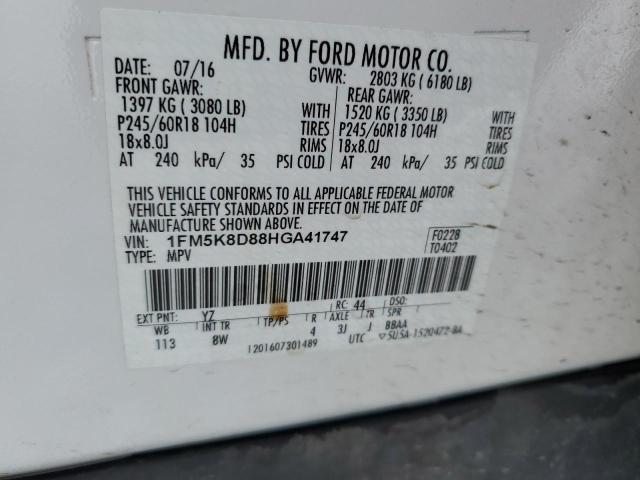 MFD. BY FORD MOTOR CO.
DATE: 07/16 GVWR: 2803 KG ( 6180 LB)
FRONT GAWR: REAR GAWR:
1397 KG ( 3080 LB) WITH 1520 KG ( 3350 LB) WITH
P245/60R18 104H TIRES P245/60R18 104H TIRES
18x8.0J RIMS 18x8.0J RIMS
AT 240 kPa/ 35 PSI COLD AT 240 kPa/ 35 PSI COLD
THIS VEHICLE CONFORMS TO ALL APPLICABLE FEDERAL MOTOR
VEHICLE SAFETY STANDARDS IN EFFECT ON THE DATE OF
MANUFACTURE SHOWN ABOVE.
VIN: 1FM5K8D88HGA41747 F0228
TYPE: MPV T0402
EXT PNT: YZ RC: 44 DSO:
WB INT TR TP/PS R AXLE TR SPR
113 8W 4 3J J BBAA
1201607301489 UTC ▽5U5A-1520472-BA